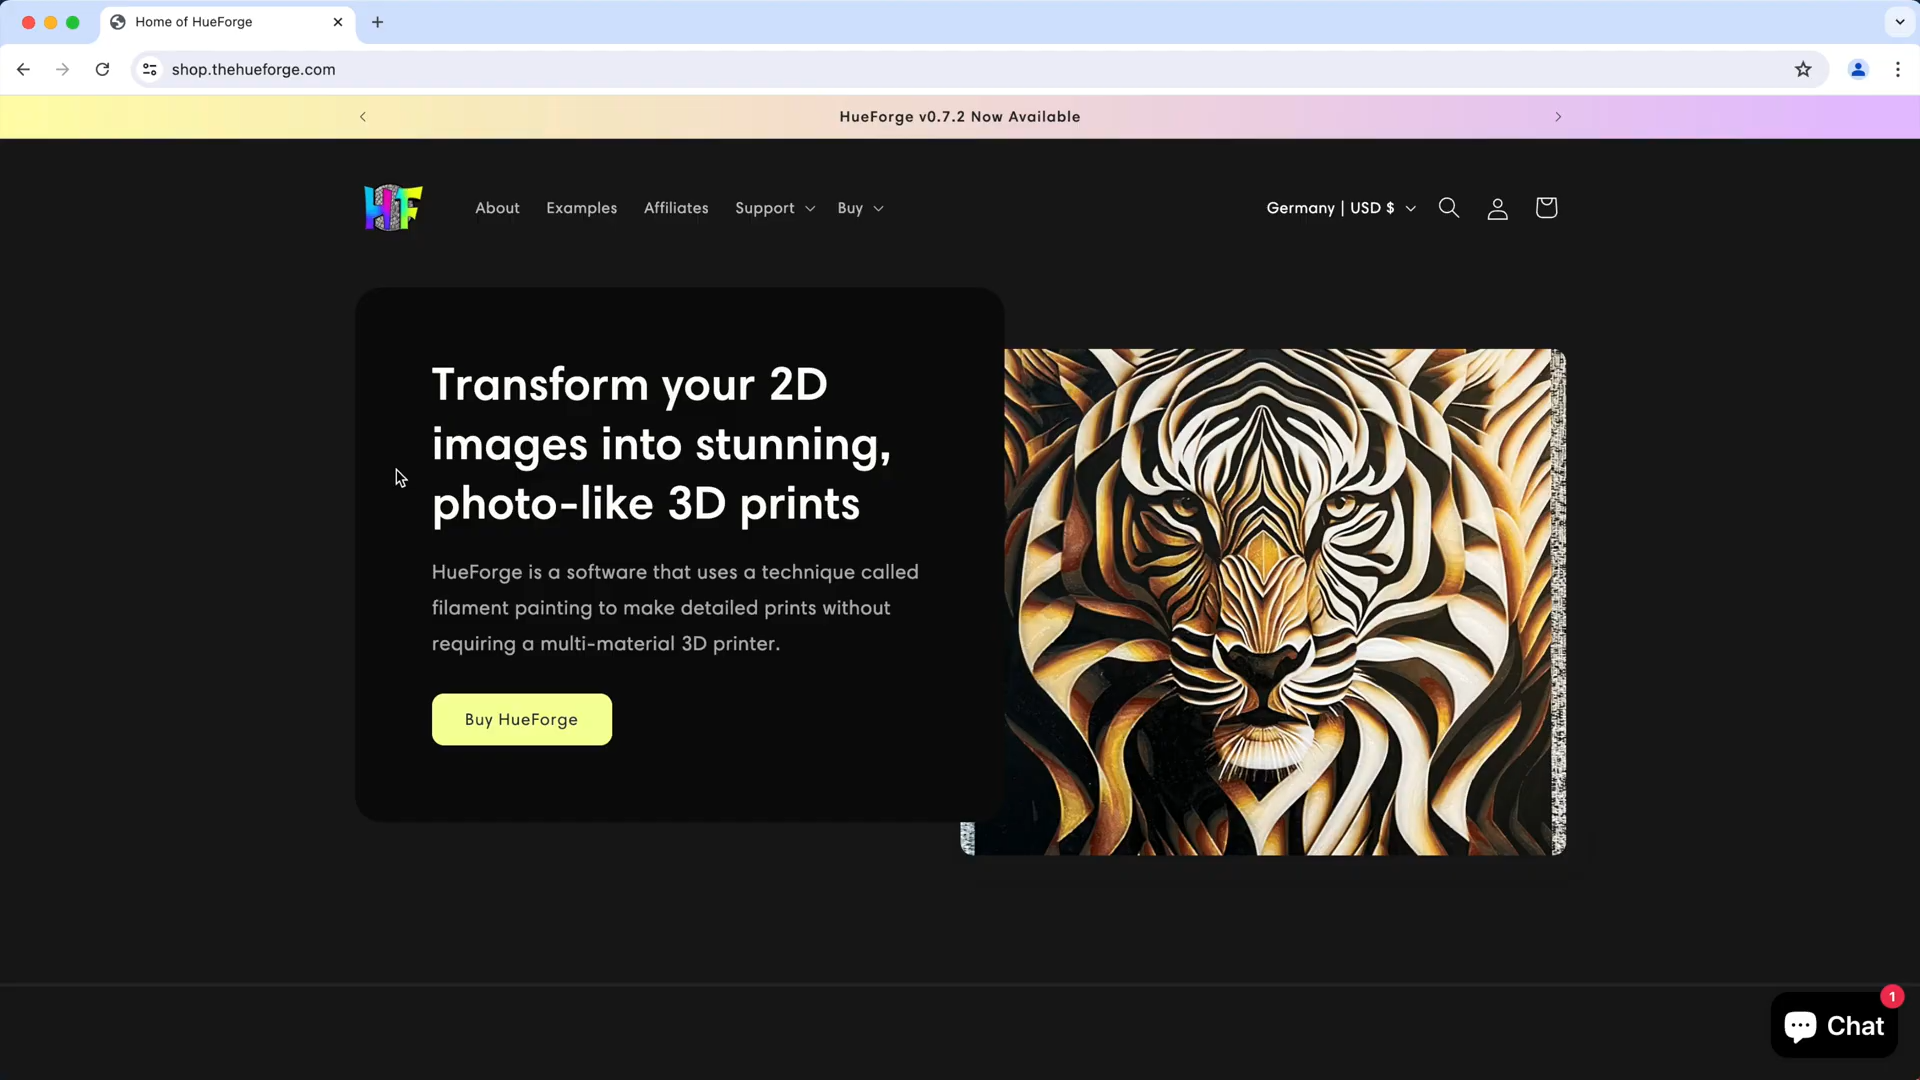 Home of HueForge
shop.thehueforge.com
HueForge v0.7.2 Now Available
HF
About
Examples
Affiliates
Support
Buy
Germany | USD $
Transform your 2D
images into stunning,
photo-like 3D prints
HueForge is a software that uses a technique called
filament painting to make detailed prints without
requiring a multi-material 3D printer.
Buy HueForge
1
Chat